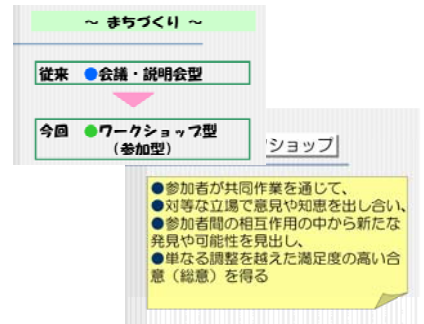 ～ まちづくり ～
従来 ●会議・説明会型
今回 ●ワークショップ型
（参加型）
ショップ
●参加者が共同作業を通じて、
●対等な立場で意見や知恵を出し合い、
●参加者間の相互作用の中から新たな
発見や可能性を見出し、
●単なる調整を越えた満足度の高い合
意（総意）を得る